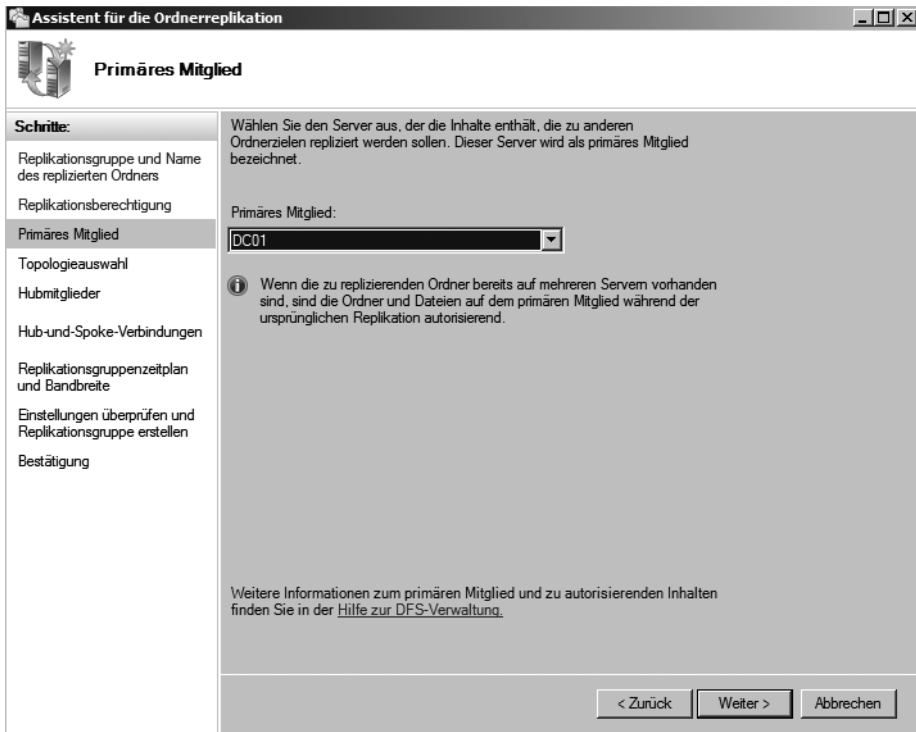 Assistent für die Ordnerreplikation
Primäres Mitglied
Schritte:
Replikationsgruppe und Name
des replizierten Ordners
Replikationsberechtigung
Primäres Mitglied
Topologieauswahl
Hubmitglieder
Hub-und-Spoke-Verbindungen
Replikationsgruppenzeitplan
und Bandbreite
Einstellungen überprüfen und
Replikationsgruppe erstellen
Bestätigung
Wählen Sie den Server aus, der die Inhalte enthält, die zu anderen
Ordnerzielen repliziert werden sollen. Dieser Server wird als primäres Mitglied
bezeichnet.
Primäres Mitglied:
DC01
Wenn die zu replizierenden Ordner bereits auf mehreren Servern vorhanden
sind, sind die Ordner und Dateien auf dem primären Mitglied während der
ursprünglichen Replikation autorisierend.
Weitere Informationen zum primären Mitglied und zu autorisierenden Inhalten
finden Sie in der Hilfe zur DFS-Verwaltung.
< Zurück
Weiter >
Abbrechen